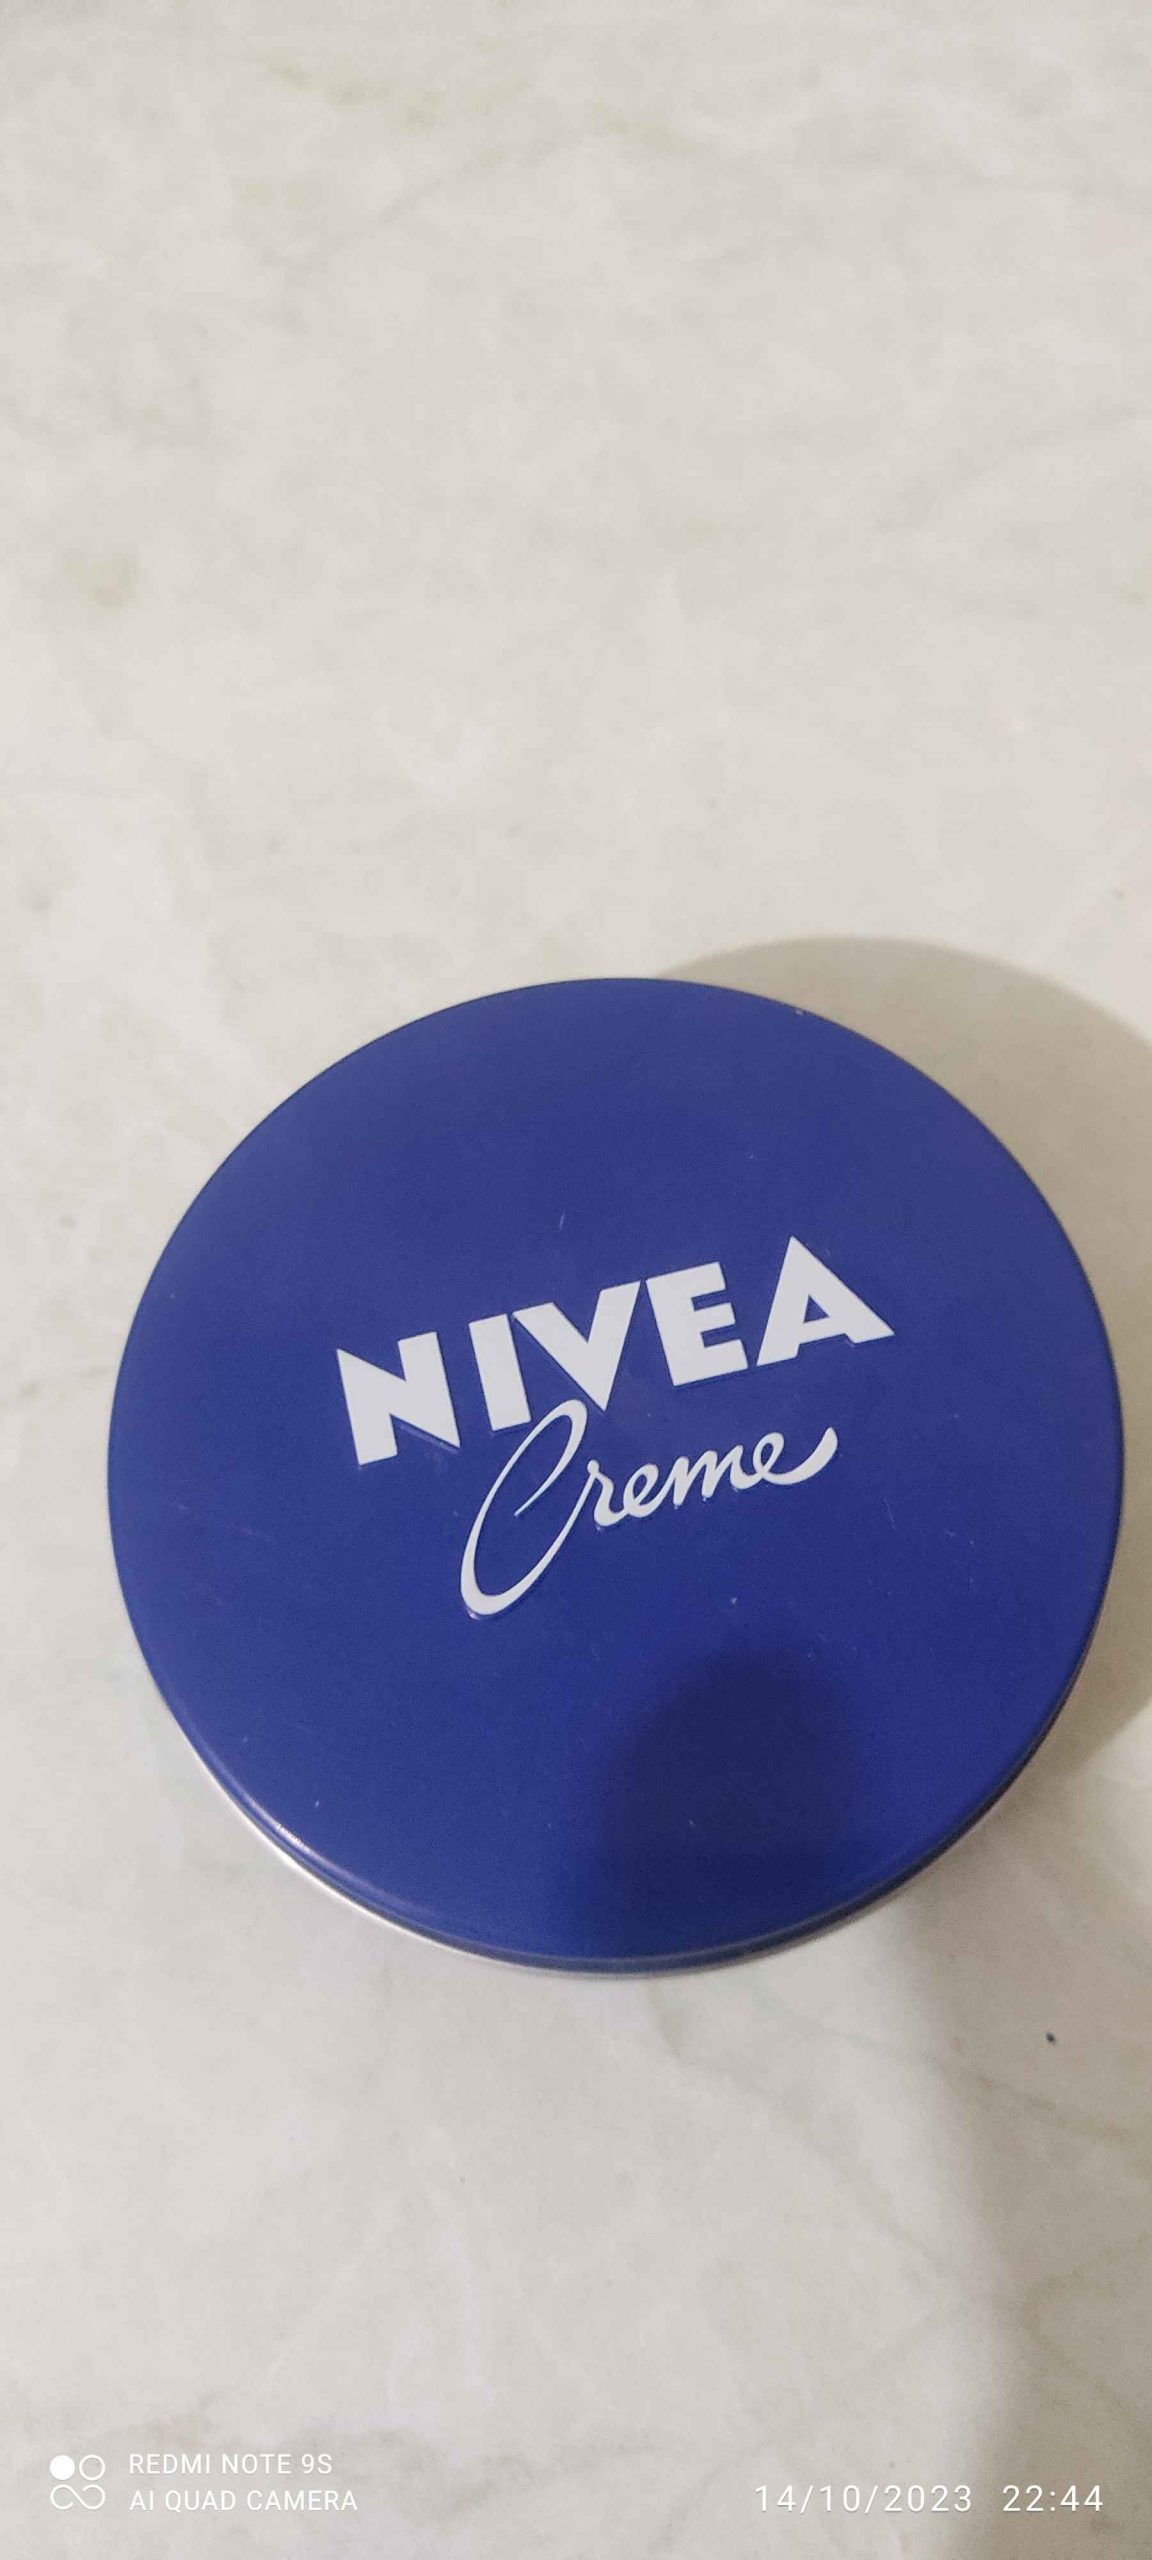 NIVEA
Creme
REDMI NOTE 9S
AI QUAD CAMERA
14/10/2023 22:44